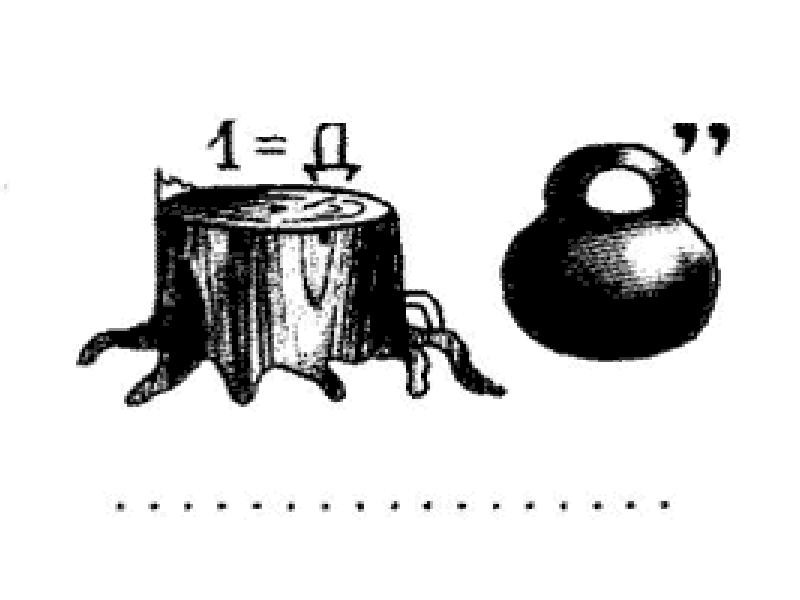 1 = Д ,,